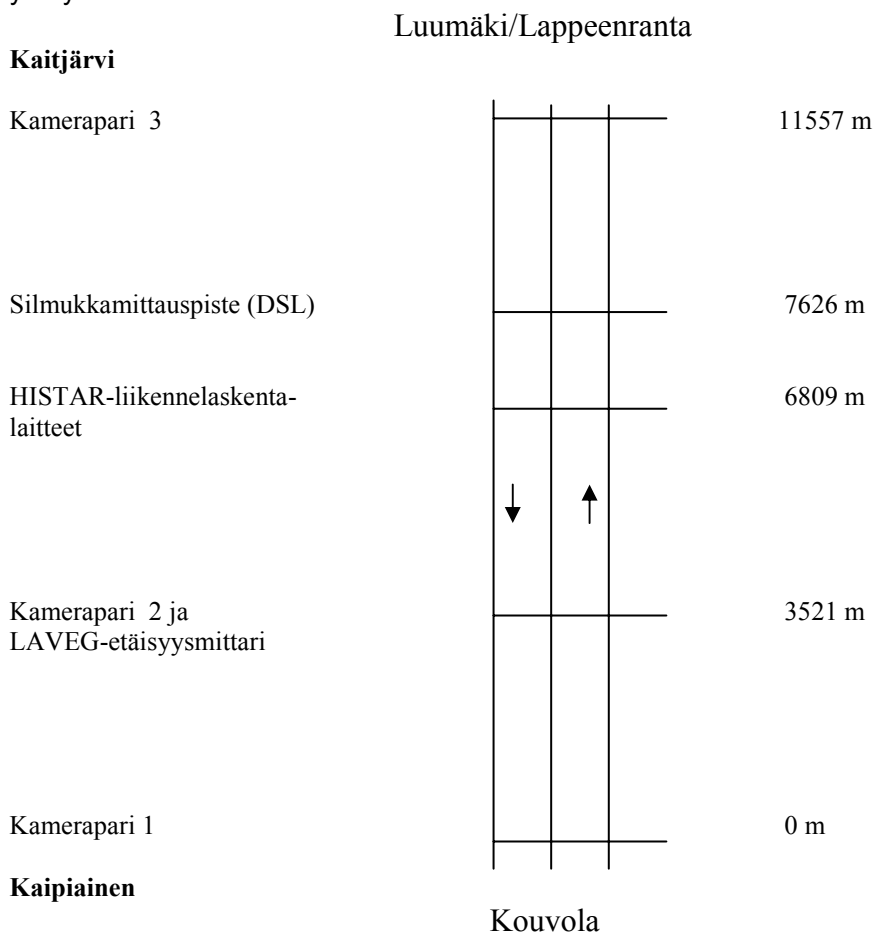 Luumäki/Lappeenranta
Kaitjärvi
Kamerapari 3 11557 m
Silmukkamittauspiste (DSL) 7626 m
HISTAR-liikennelaskenta- 6809 m
laitteet
Kamerapari 2 ja 3521 m
LAVEG-etäisyysmittari
Kamerapari 1 0 m
Kaipiainen
Kouvola